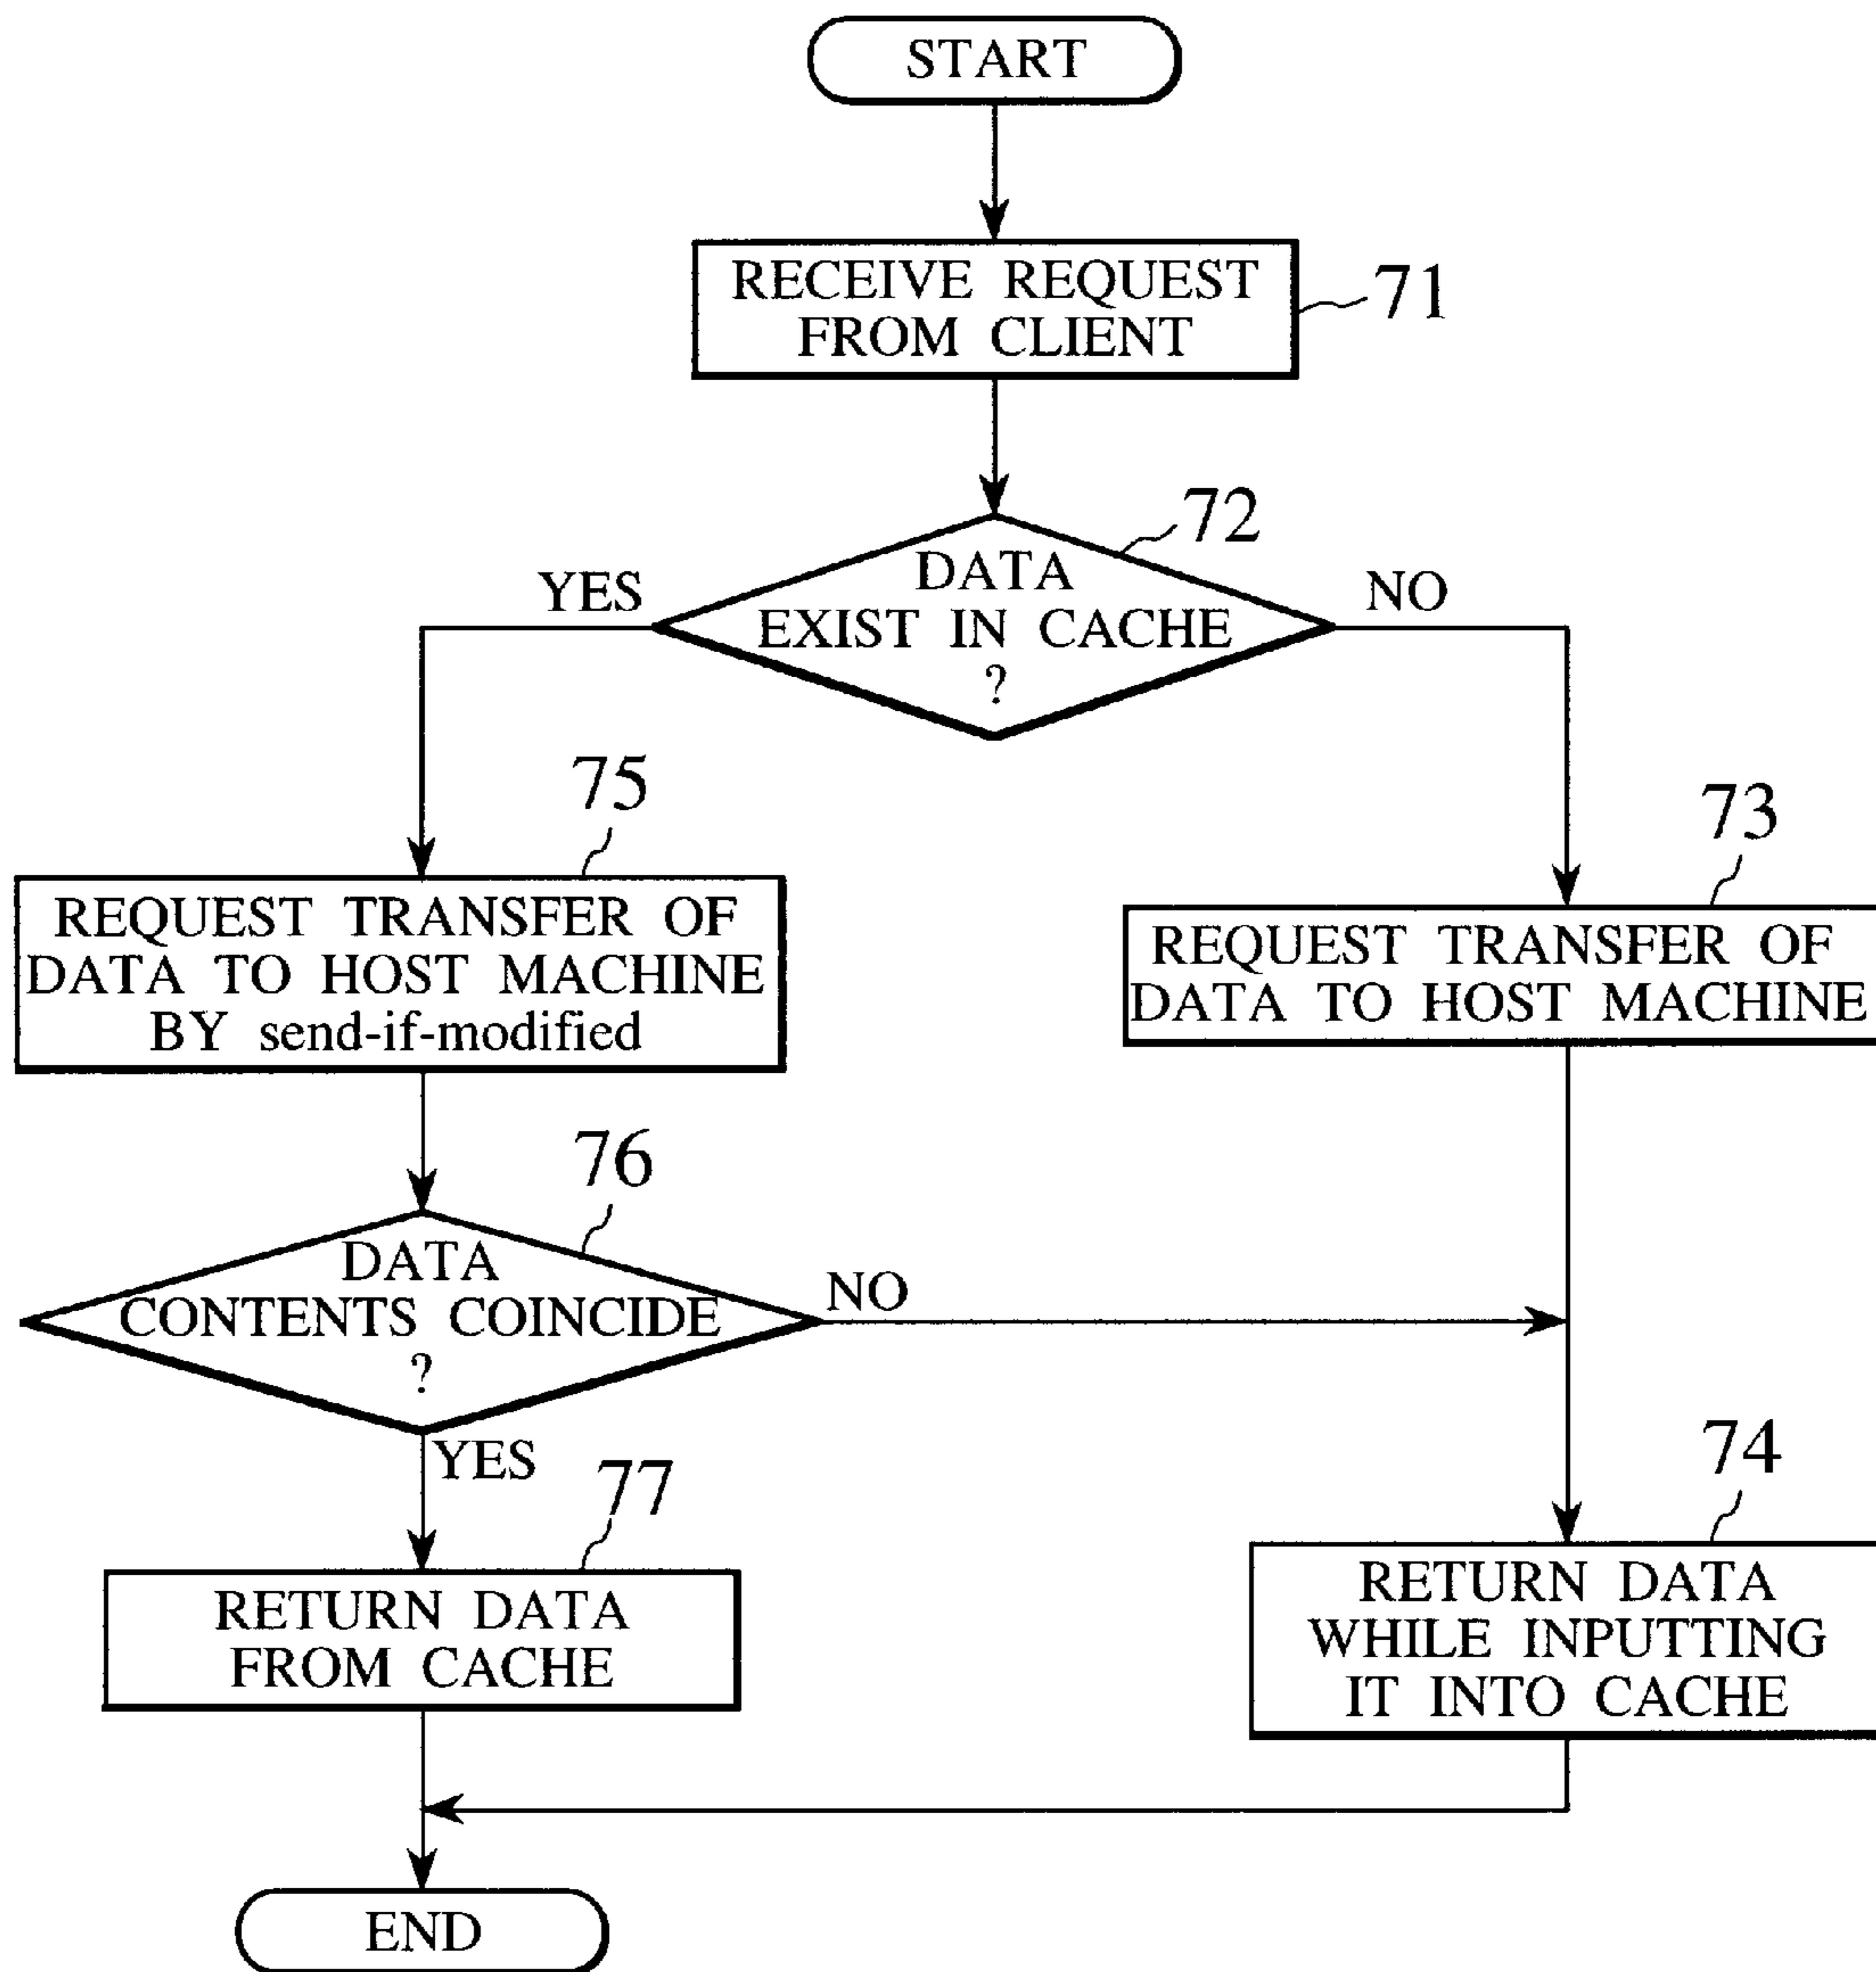 START
RECEIVE REQUEST
FROM CLIENT
71
72
DATA
EXIST IN CACHE
?
YES
NO
75
REQUEST TRANSFER OF
DATA TO HOST MACHINE
BY send-if-modified
73
REQUEST TRANSFER OF
DATA TO HOST MACHINE
76
DATA
CONTENTS COINCIDE
?
NO
YES
77
RETURN DATA
FROM CACHE
74
RETURN DATA
WHILE INPUTTING
IT INTO CACHE
END